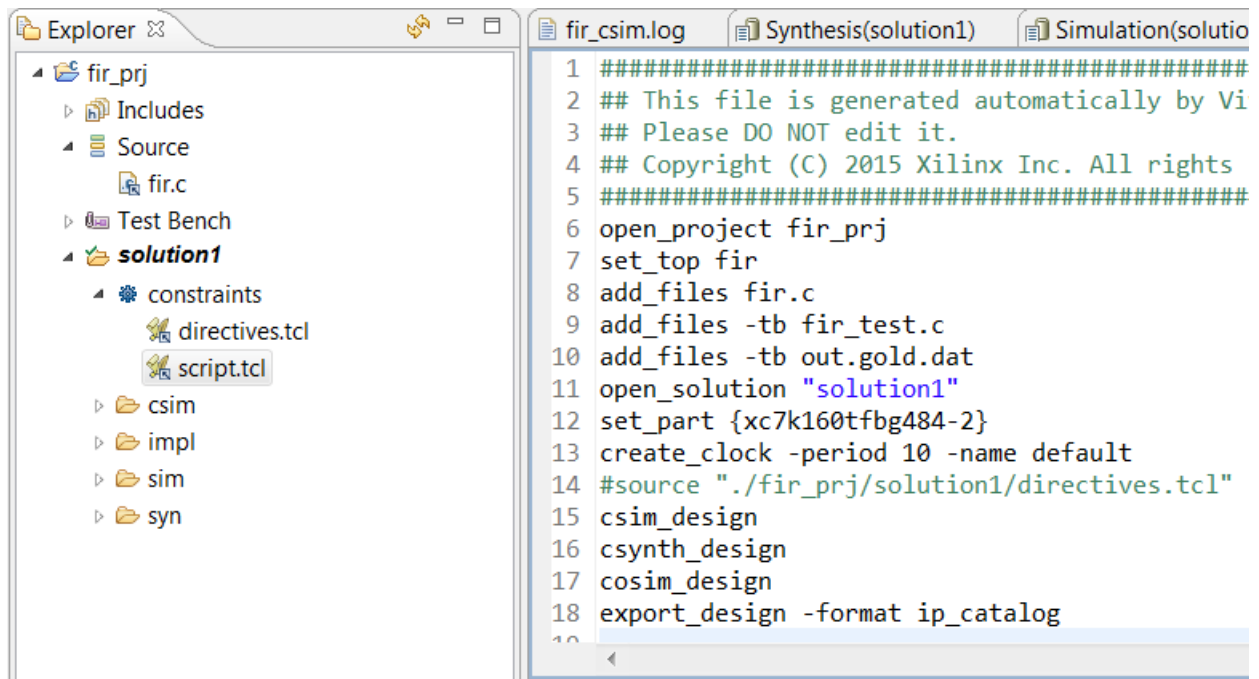 Explorer
fir_prj
Includes
Source
fir.c
Test Bench
solution1
constraints
directives.tcl
script.tcl
csim
impl
sim
syn
fir_csim.log Synthesis(solution1) Simulation(solutio
1 #############################################
2 ## This file is generated automatically by Vi
3 ## Please DO NOT edit it.
4 ## Copyright (C) 2015 Xilinx Inc. All rights
5 #############################################
6 open_project fir_prj
7 set_top fir
8 add_files fir.c
9 add_files -tb fir_test.c
10 add_files -tb out.gold.dat
11 open_solution "solution1"
12 set_part {xc7k160tfbg484-2}
13 create_clock -period 10 -name default
14 #source "./fir_prj/solution1/directives.tcl"
15 csim_design
16 csynth_design
17 cosim_design
18 export_design -format ip_catalog